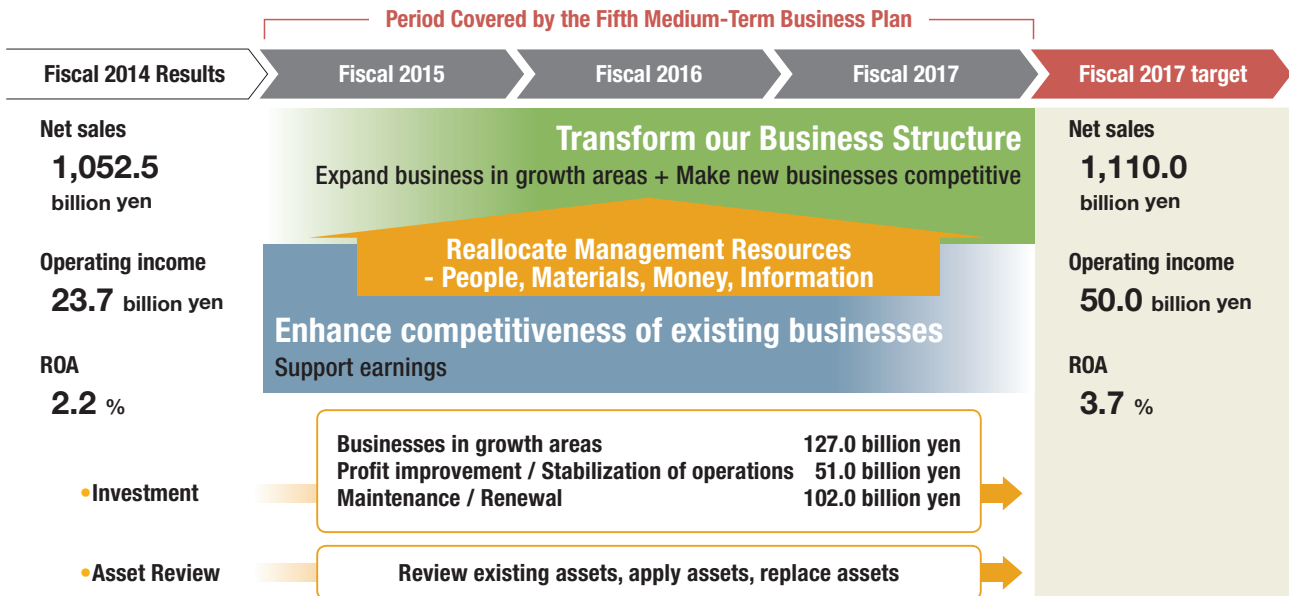 Period Covered by the Fifth Medium-Term Business Plan
Fiscal 2014 Results
Fiscal 2015
Fiscal 2016
Fiscal 2017
Fiscal 2017 target
Net sales
1,052.5
billion yen
Operating income
23.7 billion yen
ROA
2.2 %
Transform our Business Structure
Expand business in growth areas + Make new businesses competitive
Reallocate Management Resources
- People, Materials, Money, Information
Enhance competitiveness of existing businesses
Support earnings
Net sales
1,110.0
billion yen
Operating income
50.0 billion yen
ROA
3.7 %
•Investment
Businesses in growth areas 127.0 billion yen
Profit improvement / Stabilization of operations 51.0 billion yen
Maintenance / Renewal 102.0 billion yen
•Asset Review
Review existing assets, apply assets, replace assets